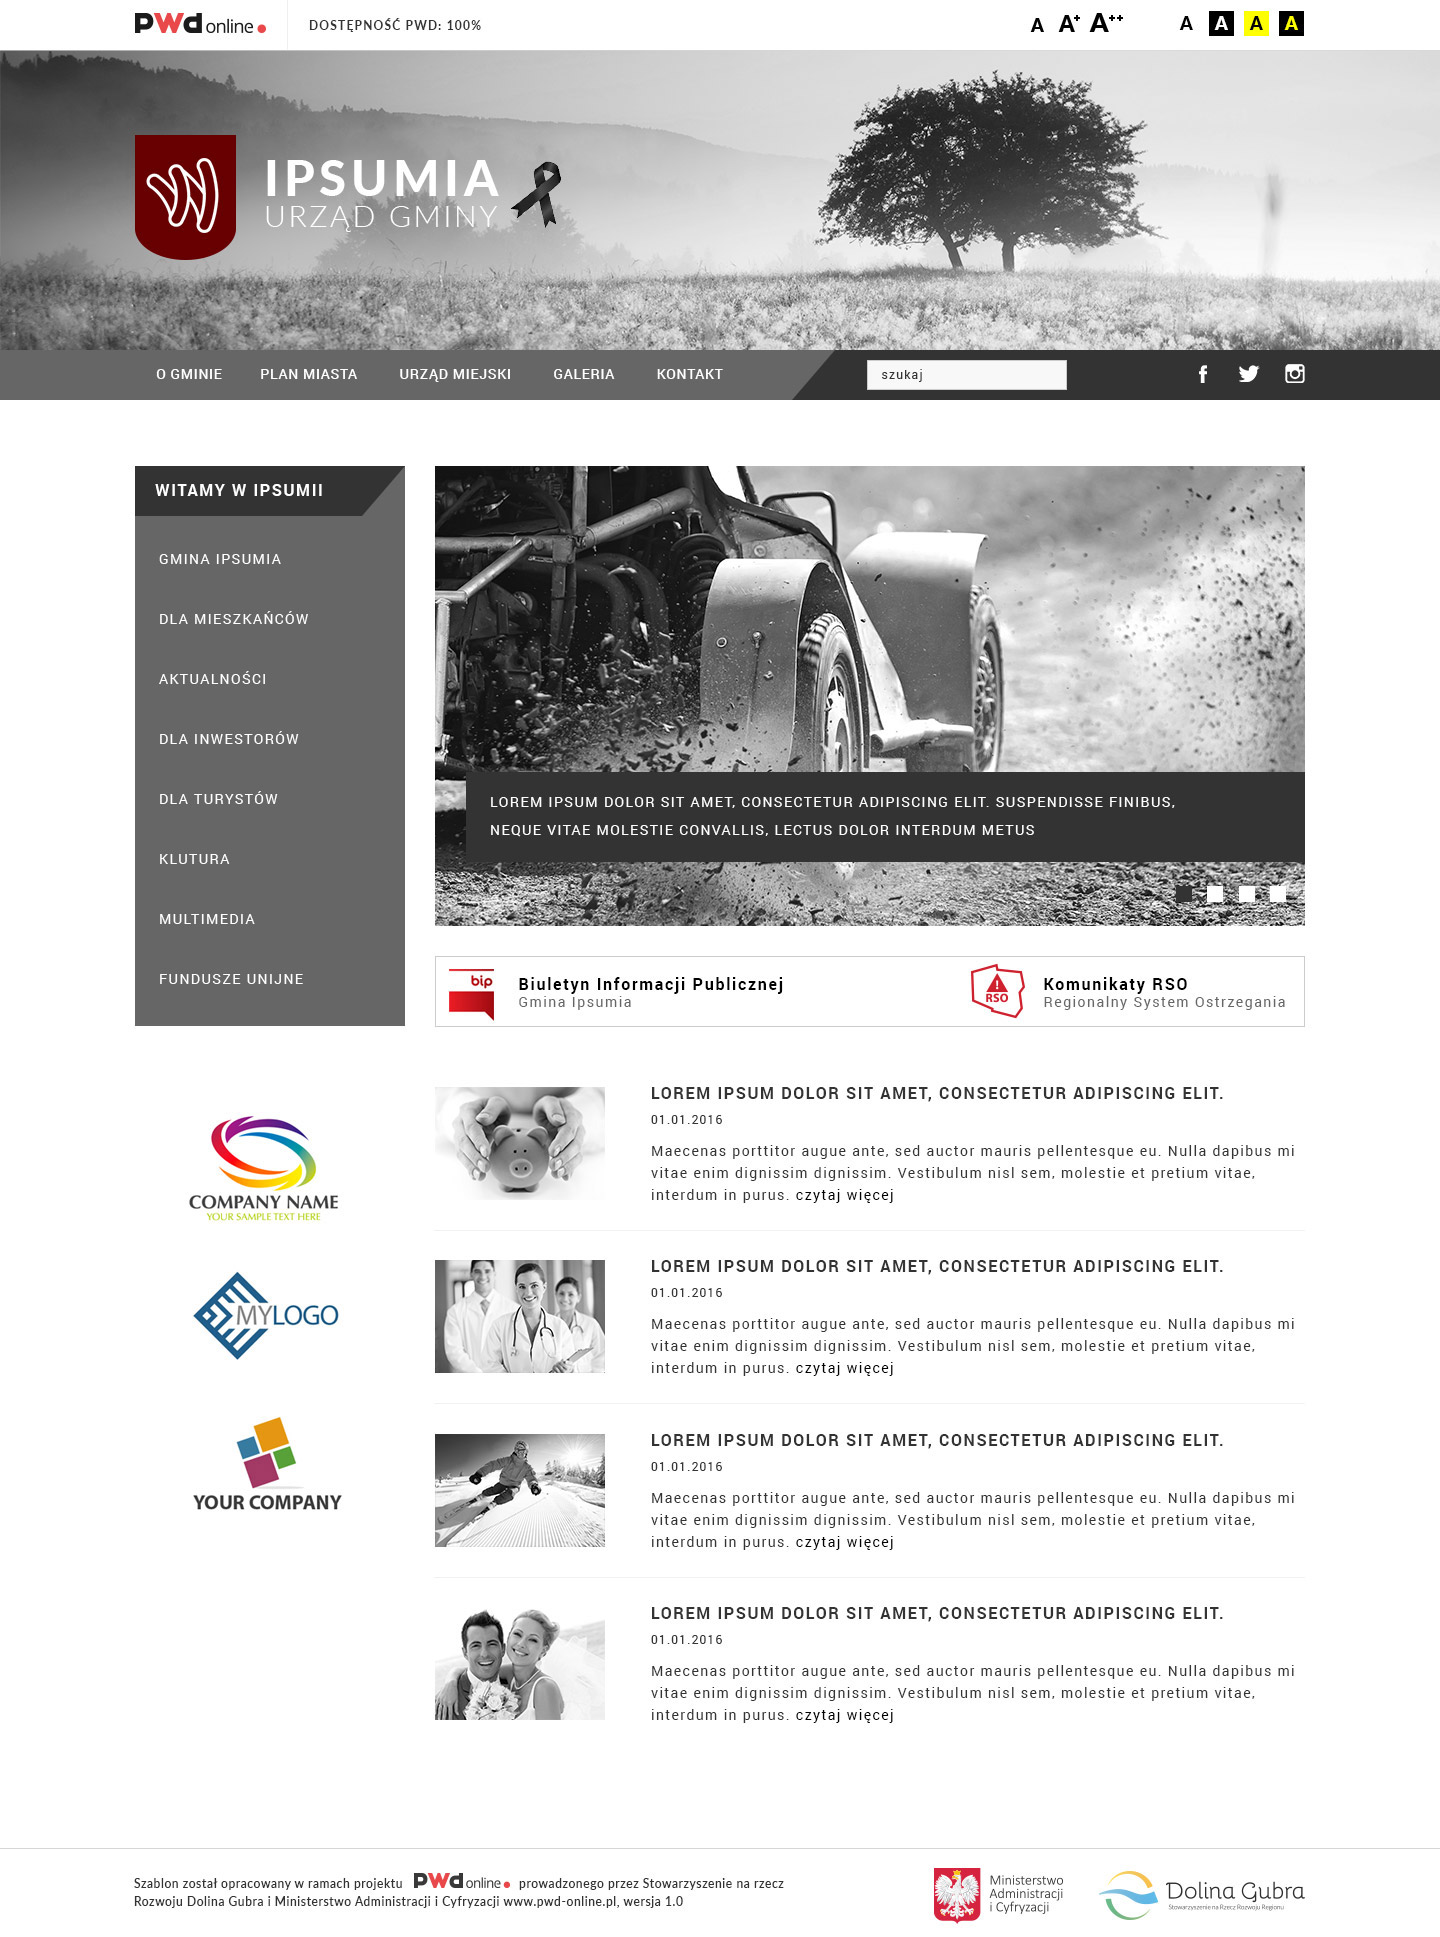 PWd online
DOSTĘPNOŚĆ PWD: 100%
A A+ A++ A A A A
IPSUMIA
URZĄD GMINY
O GMINIE PLAN MIASTA URZĄD MIEJSKI GALERIA KONTAKT szukaj
WITAMY W IPSUMII
GMINA IPSUMIA
DLA MIESZKAŃCÓW
AKTUALNOŚCI
DLA INWESTORÓW
DLA TURYSTÓW
KLUTURA
MULTIMEDIA
FUNDUSZE UNIJNE
LOREM IPSUM DOLOR SIT AMET, CONSECTETUR ADIPISCING ELIT. SUSPENDISSE FINIBUS,
NEQUE VITAE MOLESTIE CONVALLIS, LECTUS DOLOR INTERDUM METUS
bip
Biuletyn Informacji Publicznej
Gmina Ipsumia
RSO
Komunikaty RSO
Regionalny System Ostrzegania
COMPANY NAME
YOUR SAMPLE TEXT HERE
MYLOGO
YOUR COMPANY
LOREM IPSUM DOLOR SIT AMET, CONSECTETUR ADIPISCING ELIT.
01.01.2016
Maecenas porttitor augue ante, sed auctor mauris pellentesque eu. Nulla dapibus mi
vitae enim dignissim dignissim. Vestibulum nisl sem, molestie et pretium vitae,
interdum in purus. czytaj więcej
LOREM IPSUM DOLOR SIT AMET, CONSECTETUR ADIPISCING ELIT.
01.01.2016
Maecenas porttitor augue ante, sed auctor mauris pellentesque eu. Nulla dapibus mi
vitae enim dignissim dignissim. Vestibulum nisl sem, molestie et pretium vitae,
interdum in purus. czytaj więcej
LOREM IPSUM DOLOR SIT AMET, CONSECTETUR ADIPISCING ELIT.
01.01.2016
Maecenas porttitor augue ante, sed auctor mauris pellentesque eu. Nulla dapibus mi
vitae enim dignissim dignissim. Vestibulum nisl sem, molestie et pretium vitae,
interdum in purus. czytaj więcej
LOREM IPSUM DOLOR SIT AMET, CONSECTETUR ADIPISCING ELIT.
01.01.2016
Maecenas porttitor augue ante, sed auctor mauris pellentesque eu. Nulla dapibus mi
vitae enim dignissim dignissim. Vestibulum nisl sem, molestie et pretium vitae,
interdum in purus. czytaj więcej
Szablon został opracowany w ramach projektu PWd online prowadzonego przez Stowarzyszenie na rzecz
Rozwoju Dolina Gubra i Ministerstwo Administracji i Cyfryzacji www.pwd-online.pl, wersja 1.0
Ministerstwo
Administracji
i Cyfryzacji
Dolina Gubra
Stowarzyszenie na Rzecz Rozwoju Regionu